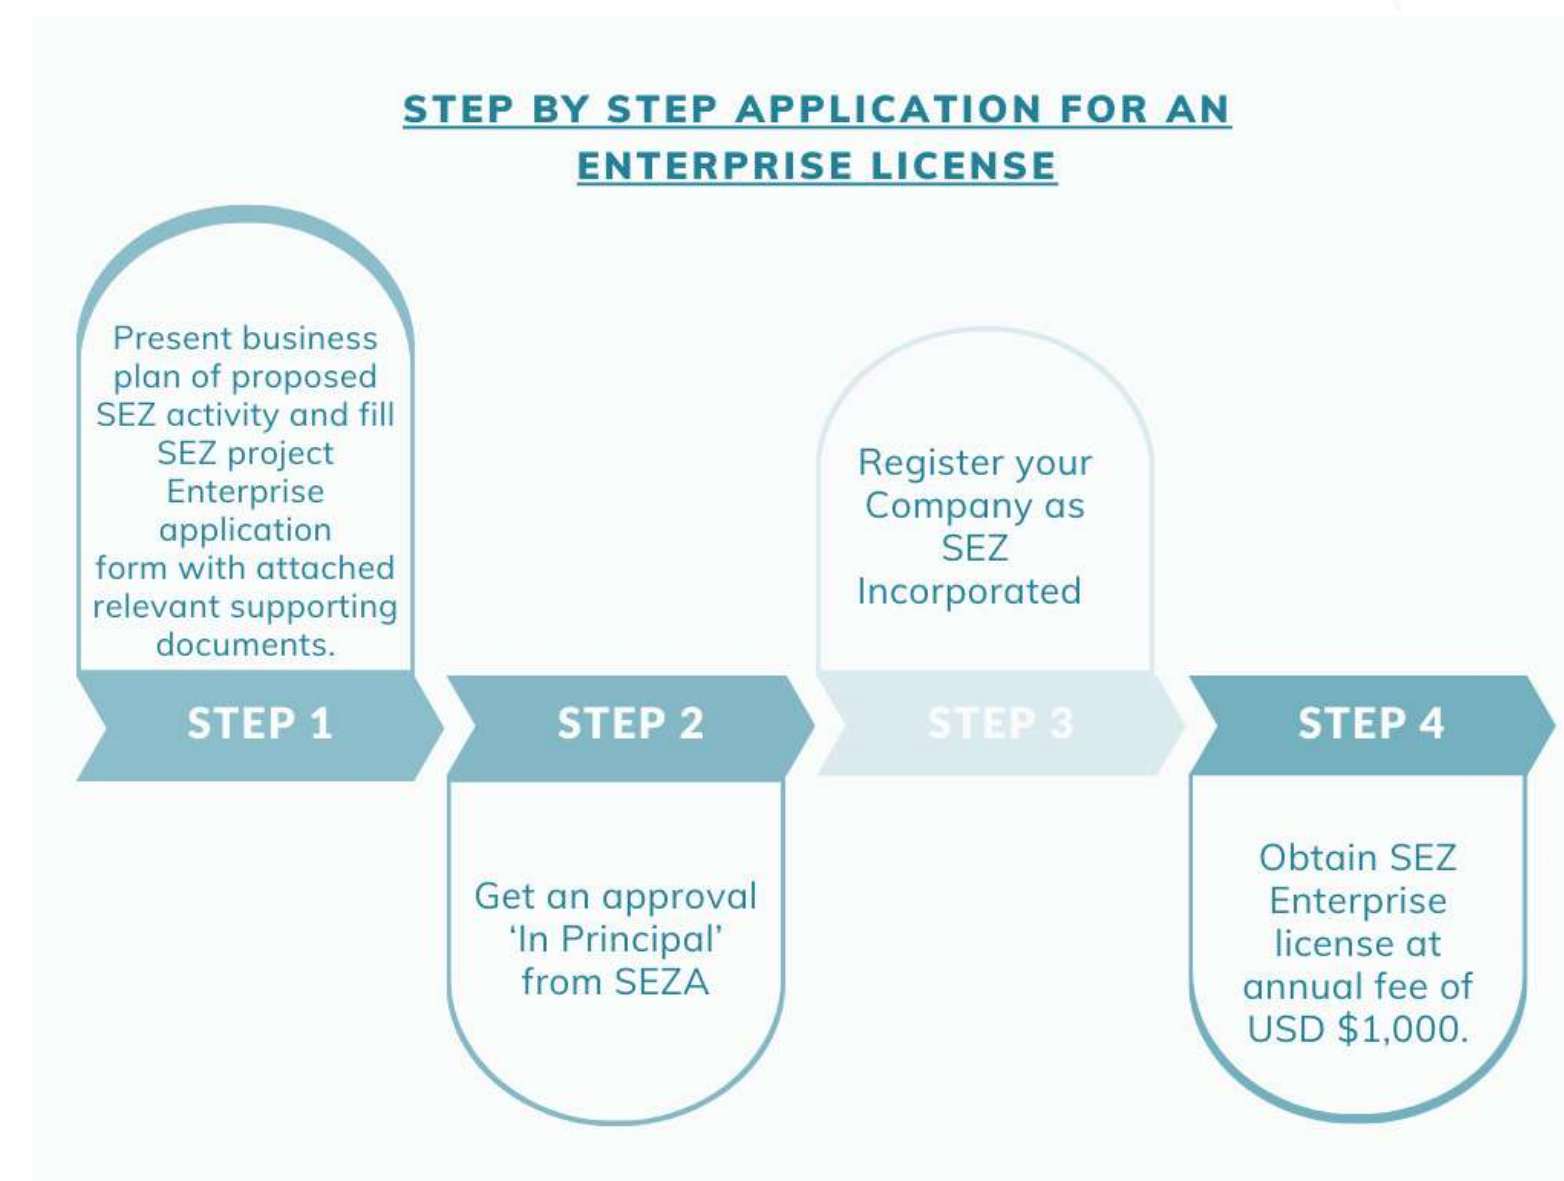 STEP BY STEP APPLICATION FOR AN
ENTERPRISE LICENSE
Present business
plan of proposed
SEZ activity and fill
SEZ project
Enterprise
application
form with attached
relevant supporting
documents.
STEP 1
STEP 2
Get an approval
‘In Principal’
from SEZA
Register your
Company as
SEZ
Incorporated
STEP 3
STEP 4
Obtain SEZ
Enterprise
license at
annual fee of
USD $1,000.